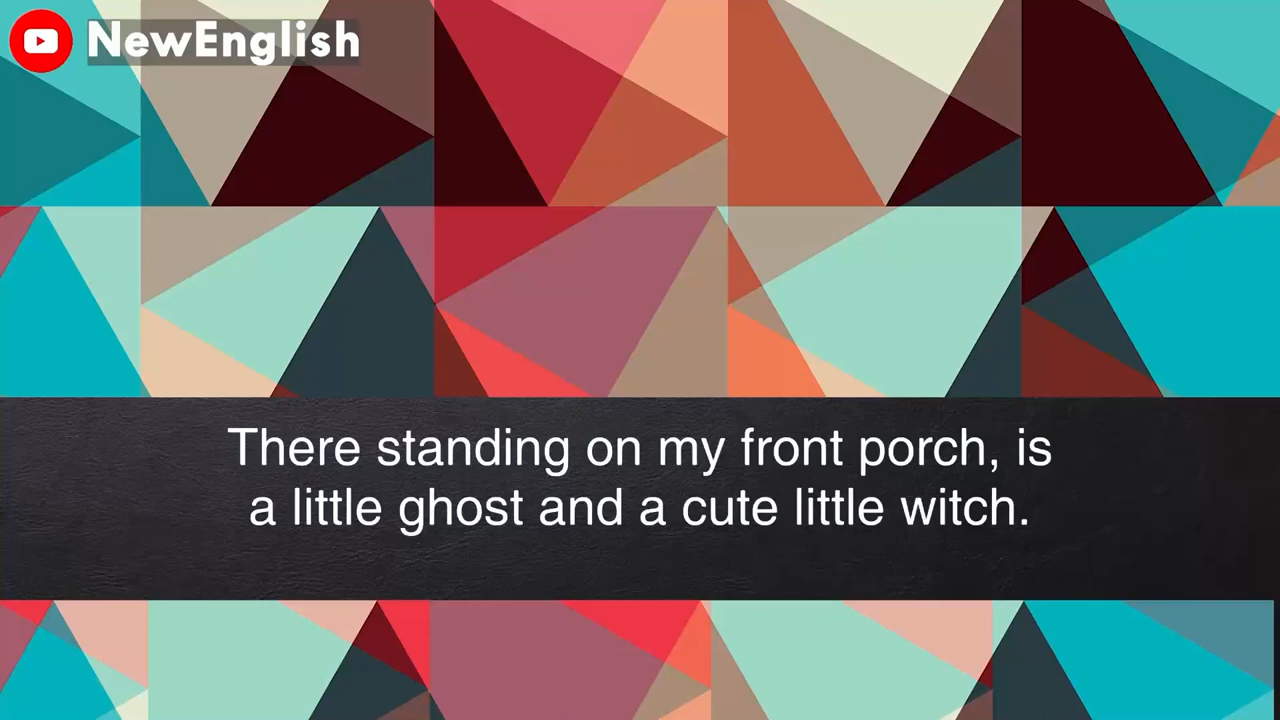 NewEnglish
There standing on my front porch, is
a little ghost and a cute little witch.